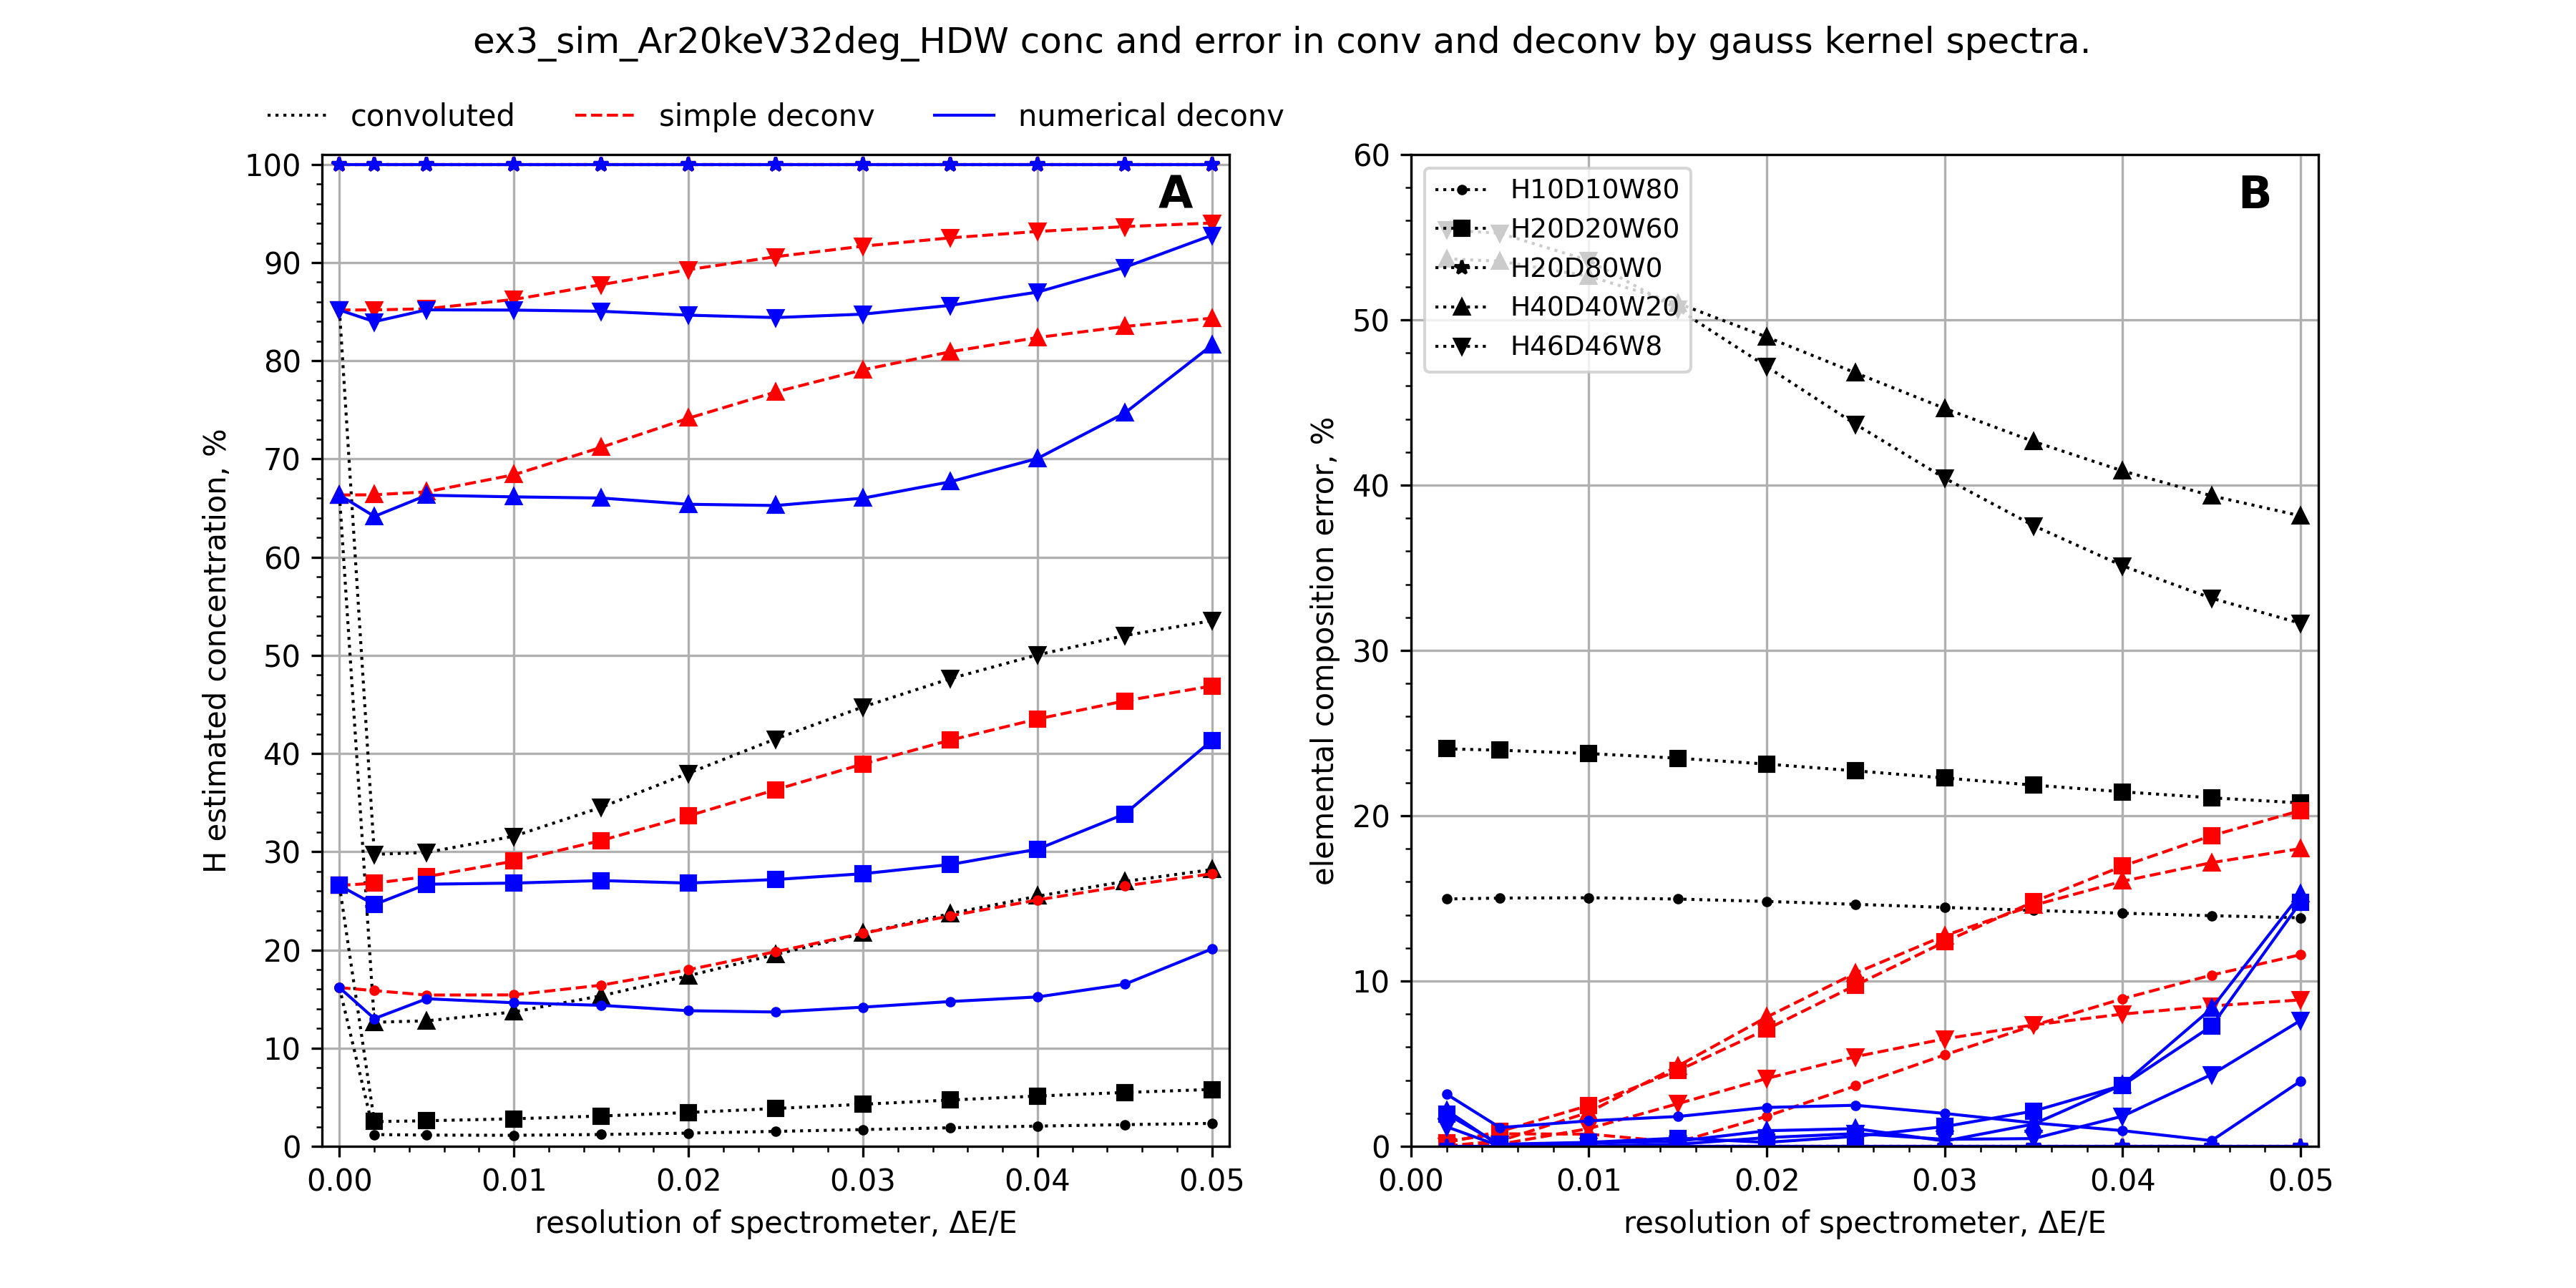 ex3_sim_Ar20keV32deg_HDW conc and error in conv and deconv by gauss kernel spectra.
convoluted simple deconv numerical deconv
A
H estimated concentration, %
100
90
80
70
60
50
40
30
20
10
0
0.00 0.01 0.02 0.03 0.04 0.05
resolution of spectrometer, ΔE/E
B
H10D10W80
H20D20W60
H20D80W0
H40D40W20
H46D46W8
elemental composition error, %
60
50
40
30
20
10
0
0.00 0.01 0.02 0.03 0.04 0.05
resolution of spectrometer, ΔE/E